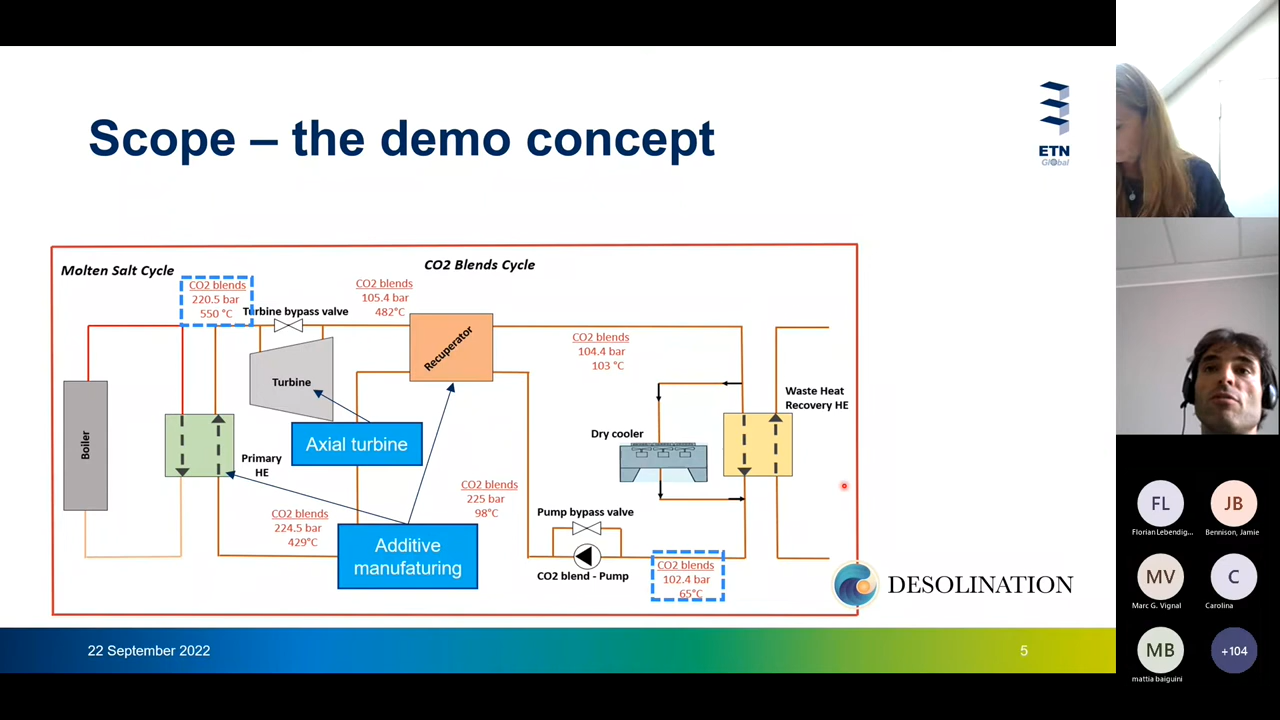 Scope – the demo concept
ETN
Global
Molten Salt Cycle
CO2 Blends Cycle
CO2 blends
220.5 bar
550 °C
Turbine bypass valve
CO2 blends
105.4 bar
482°C
Recuperator
CO2 blends
104.4 bar
103 °C
Turbine
Waste Heat
Recovery HE
Boiler
Axial turbine
Dry cooler
Primary
HE
CO2 blends
225 bar
98°C
CO2 blends
224.5 bar
429°C
Additive
manufaturing
Pump bypass valve
CO2 blend - Pump
CO2 blends
102.4 bar
65°C
DESOLINATION
22 September 2022
5
FL
Florian Lebendig...
JB
Bennison, Jamie
MV
Marc G. Vignal
C
Carolina
MB
mattia baiguini
+104